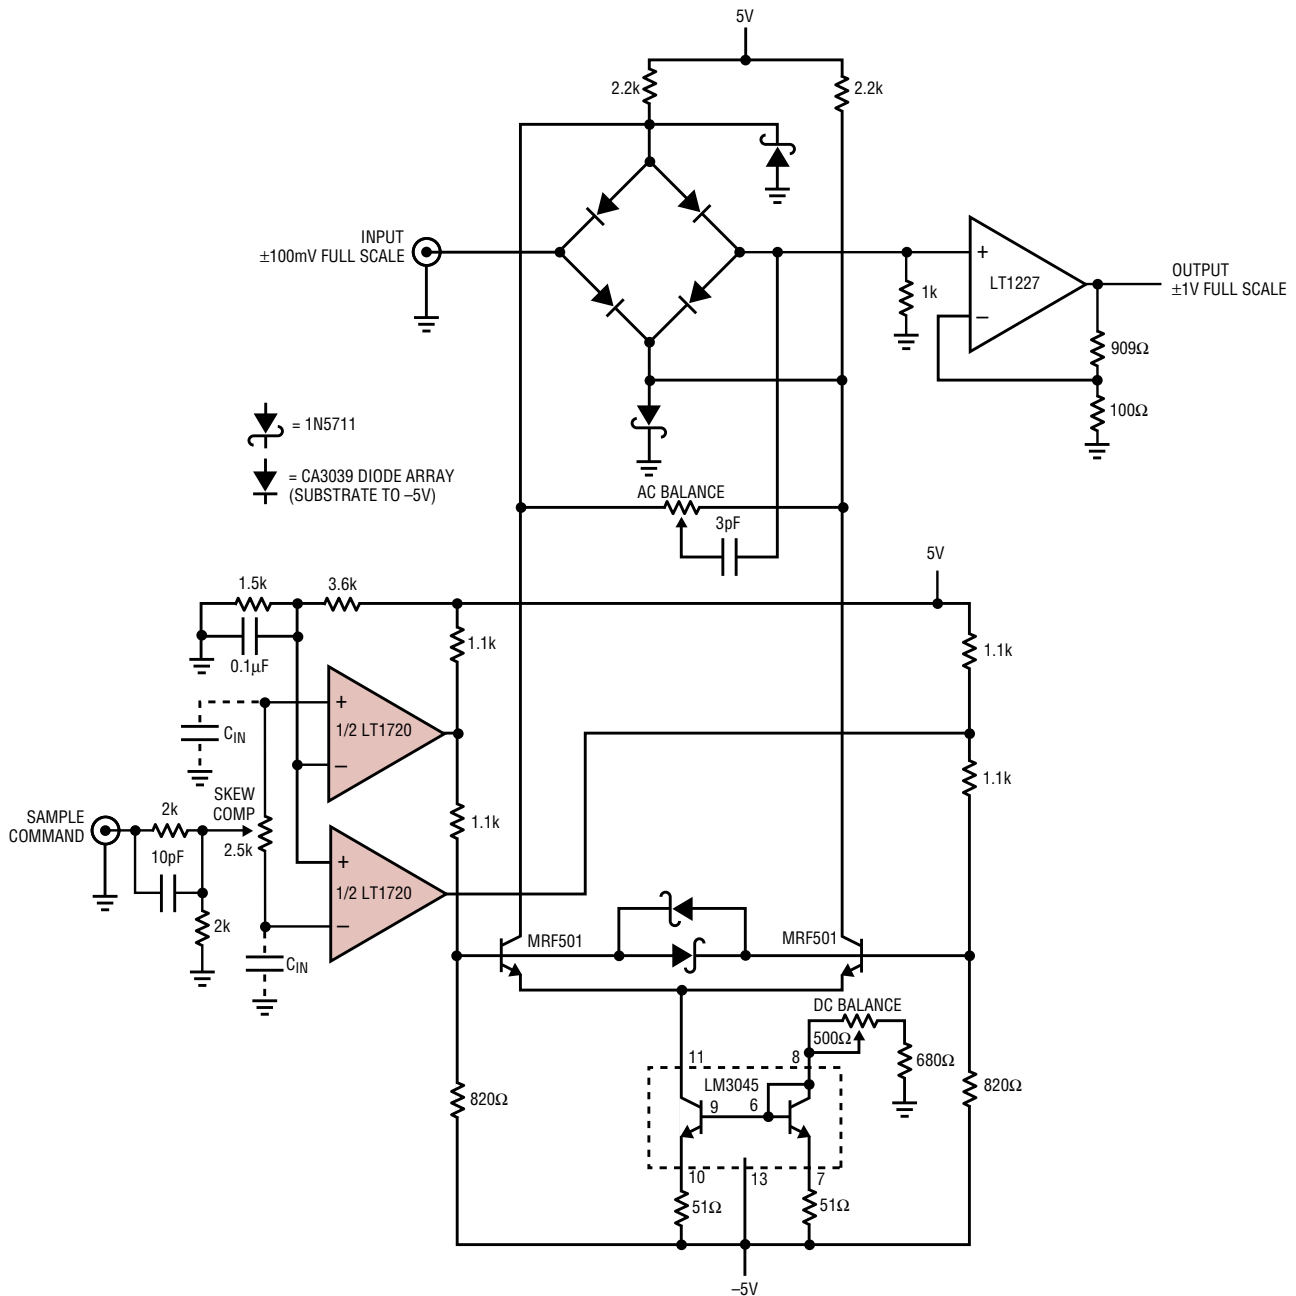 5V
2.2k
2.2k
INPUT
±100mV FULL SCALE
+
–
LT1227
OUTPUT
±1V FULL SCALE
1k
909Ω
100Ω
= 1N5711
= CA3039 DIODE ARRAY
(SUBSTRATE TO –5V)
AC BALANCE
3pF
5V
1.5k
3.6k
0.1µF
1.1k
1.1k
+
1/2 LT1720
–
CIN
1.1k
SKEW
COMP
2.5k
SAMPLE
COMMAND
2k
10pF
2k
1.1k
+
1/2 LT1720
–
CIN
MRF501
MRF501
DC BALANCE
500Ω
680Ω
11
8
LM3045
9
6
820Ω
820Ω
10
13
7
51Ω
51Ω
–5V